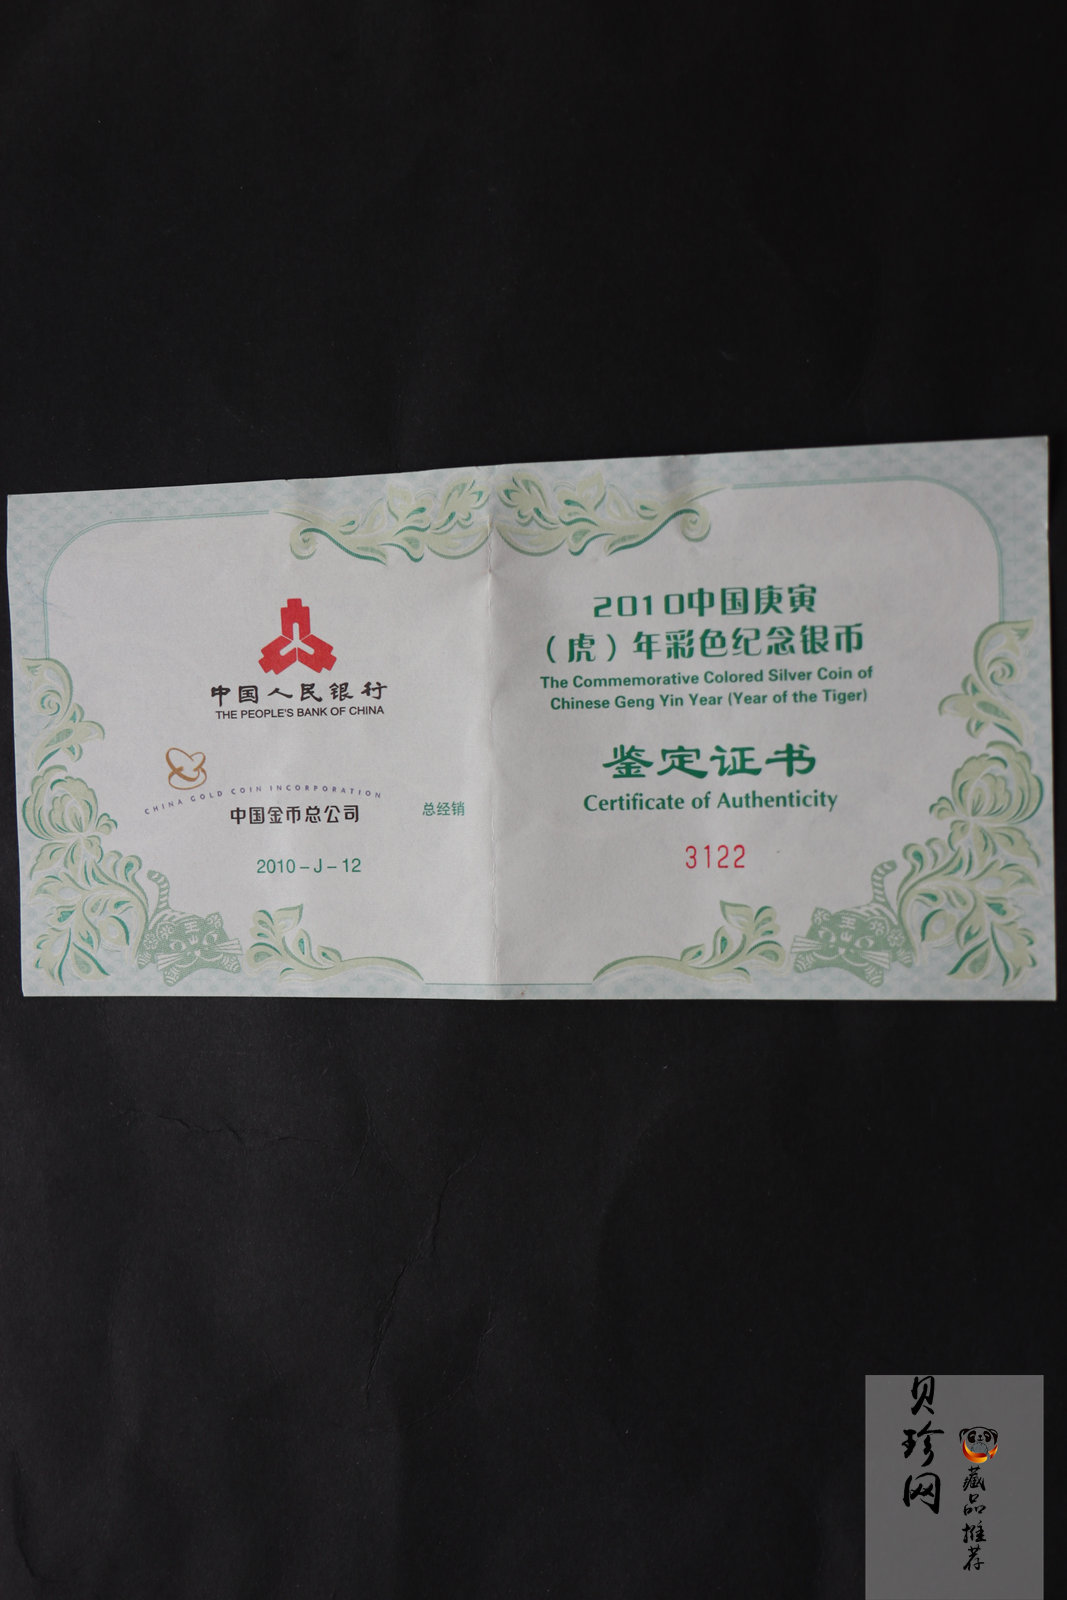 中国人民银行
THE PEOPLE'S BANK OF CHINA
CHINA GOLD COIN INCORPORATION
中国金币总公司
总经销
2010－J－12
2010中国庚寅
（虎）年彩色纪念银币
The Commemorative Colored Silver Coin of
Chinese Geng Yin Year (Year of the Tiger)
鉴定证书
Certificate of Authenticity
3122
贝珍网
藏品推荐